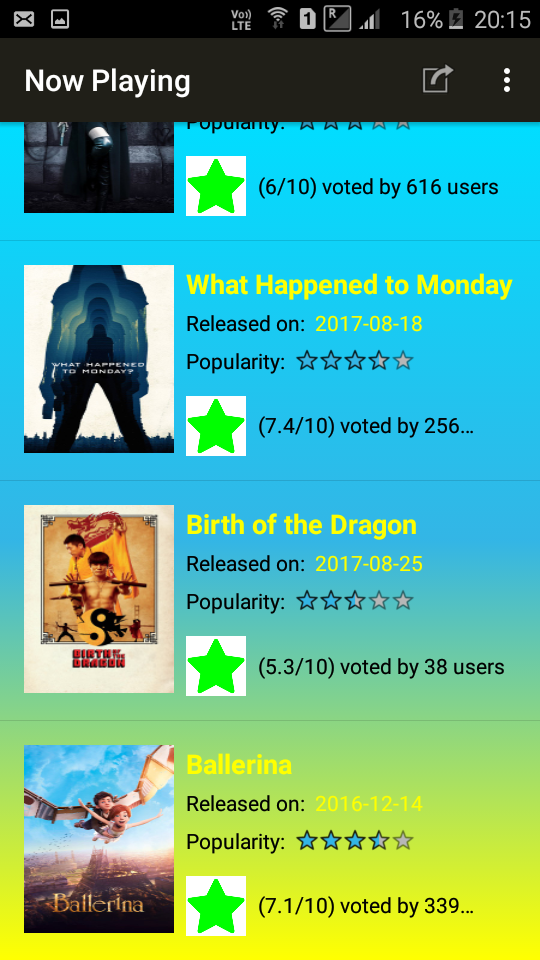 Vo))
LTE
1
R
16%
20:15
Now Playing
Popularity:
(6/10) voted by 616 users
WHAT HAPPENED
TO MONDAY?
What Happened to Monday
Released on: 2017-08-18
Popularity:
(7.4/10) voted by 256...
BIRTH OF THE
DRAGON
Birth of the Dragon
Released on: 2017-08-25
Popularity:
(5.3/10) voted by 38 users
Ballerina
Ballerina
Released on: 2016-12-14
Popularity:
(7.1/10) voted by 339...